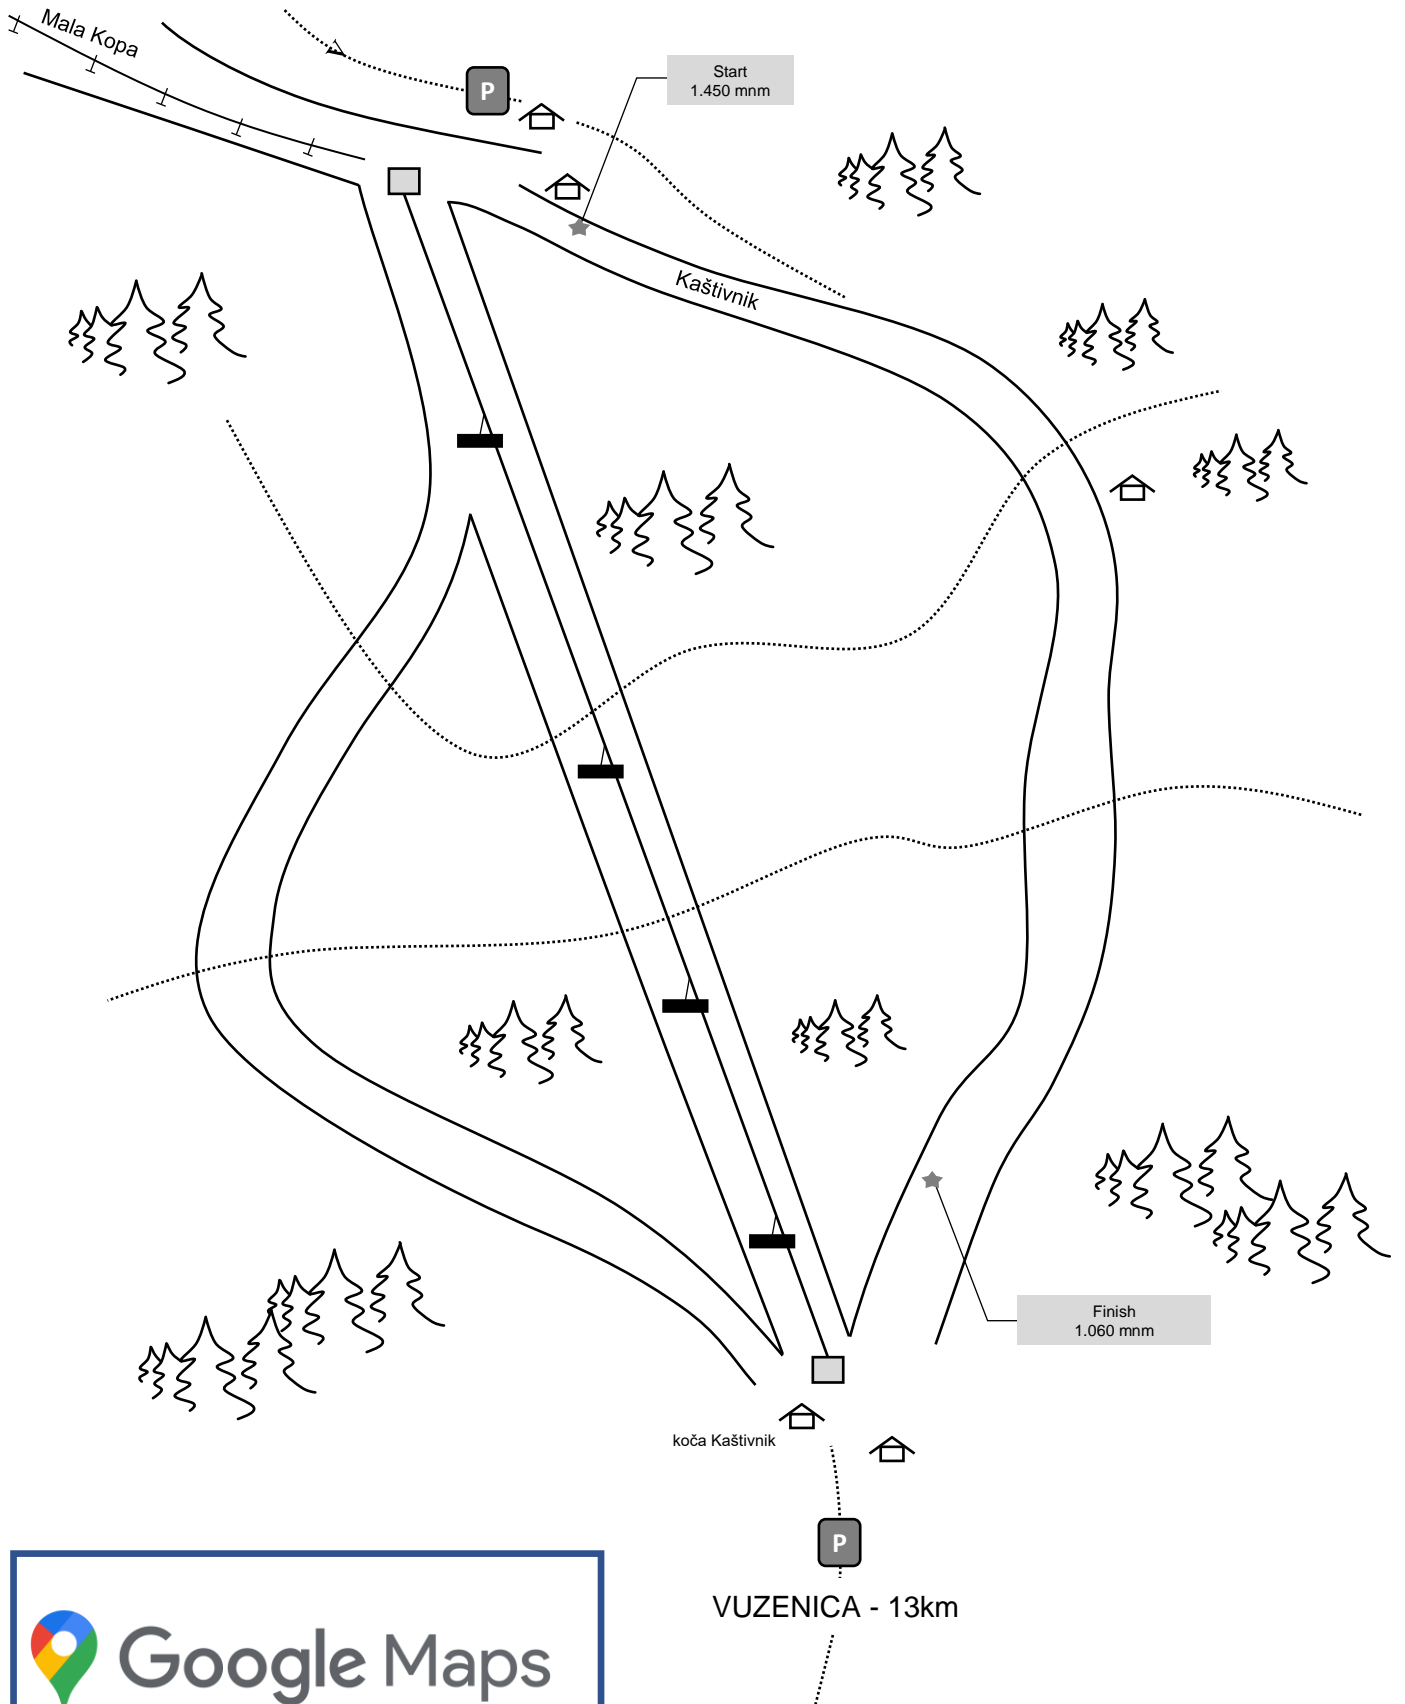 Mala Kopa
P
Start
1.450 mnm
Kaštivnik
Finish
1.060 mnm
koča Kaštivnik
P
VUZENICA - 13km
Google Maps